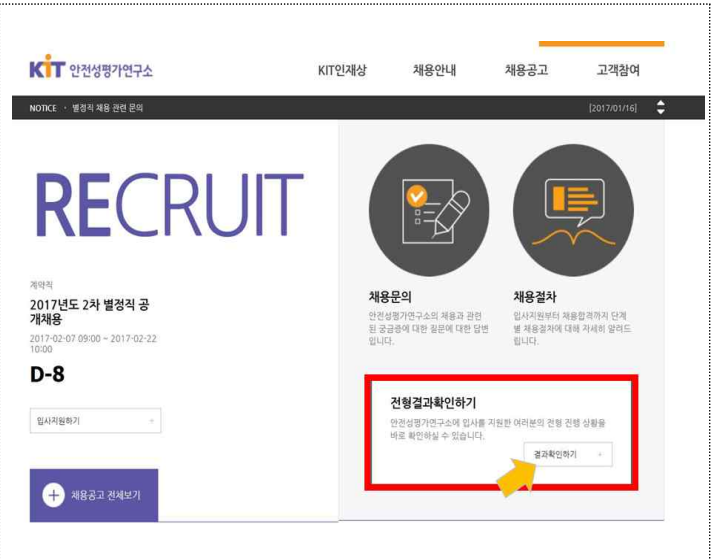 KIT 안전성평가연구소
KIT인재상 채용안내 채용공고 고객참여
NOTICE · 별정직 채용 관련 문의 [2017/01/16]
RECRUIT
계약직
2017년도 2차 별정직 공
개채용
2017-02-07 09:00 ~ 2017-02-22
10:00
D-8
입사지원하기
채용공고 전체보기
채용문의
안전성평가연구소의 채용과 관련
된 궁금증에 대한 질문에 대한 답변
입니다.
채용절차
입사지원부터 채용합격까지 단계
별 채용절차에 대해 자세히 알려드
립니다.
전형결과확인하기
안전성평가연구소에 입사를 지원한 여러분의 전형 진행 상황을
바로 확인하실 수 있습니다.
결과확인하기